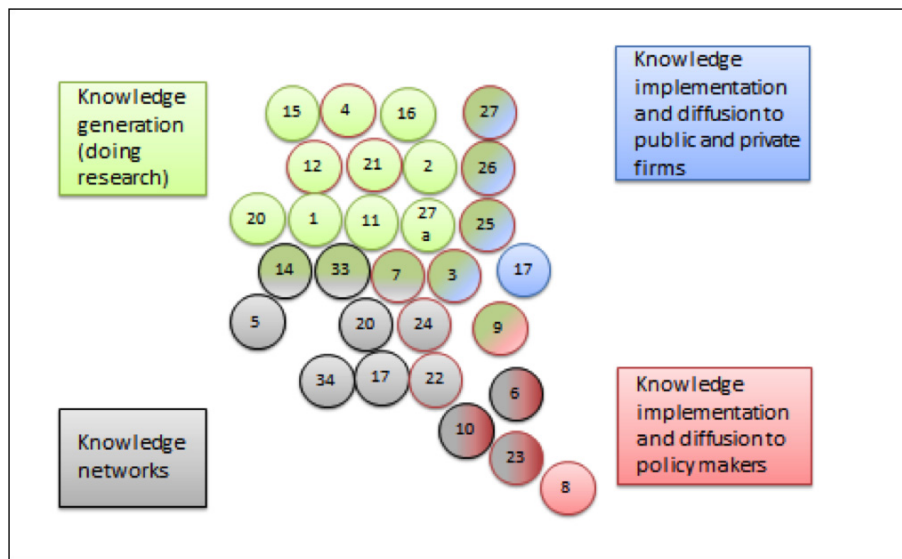 Knowledge
generation
(doing
research)
Knowledge
implementation
and diffusion to
public and private
firms
15
4
16
27
12
21
2
26
20
1
11
27
a
25
14
33
7
3
17
5
20
24
9
34
17
22
6
10
23
8
Knowledge
networks
Knowledge
implementation
and diffusion to
policy makers